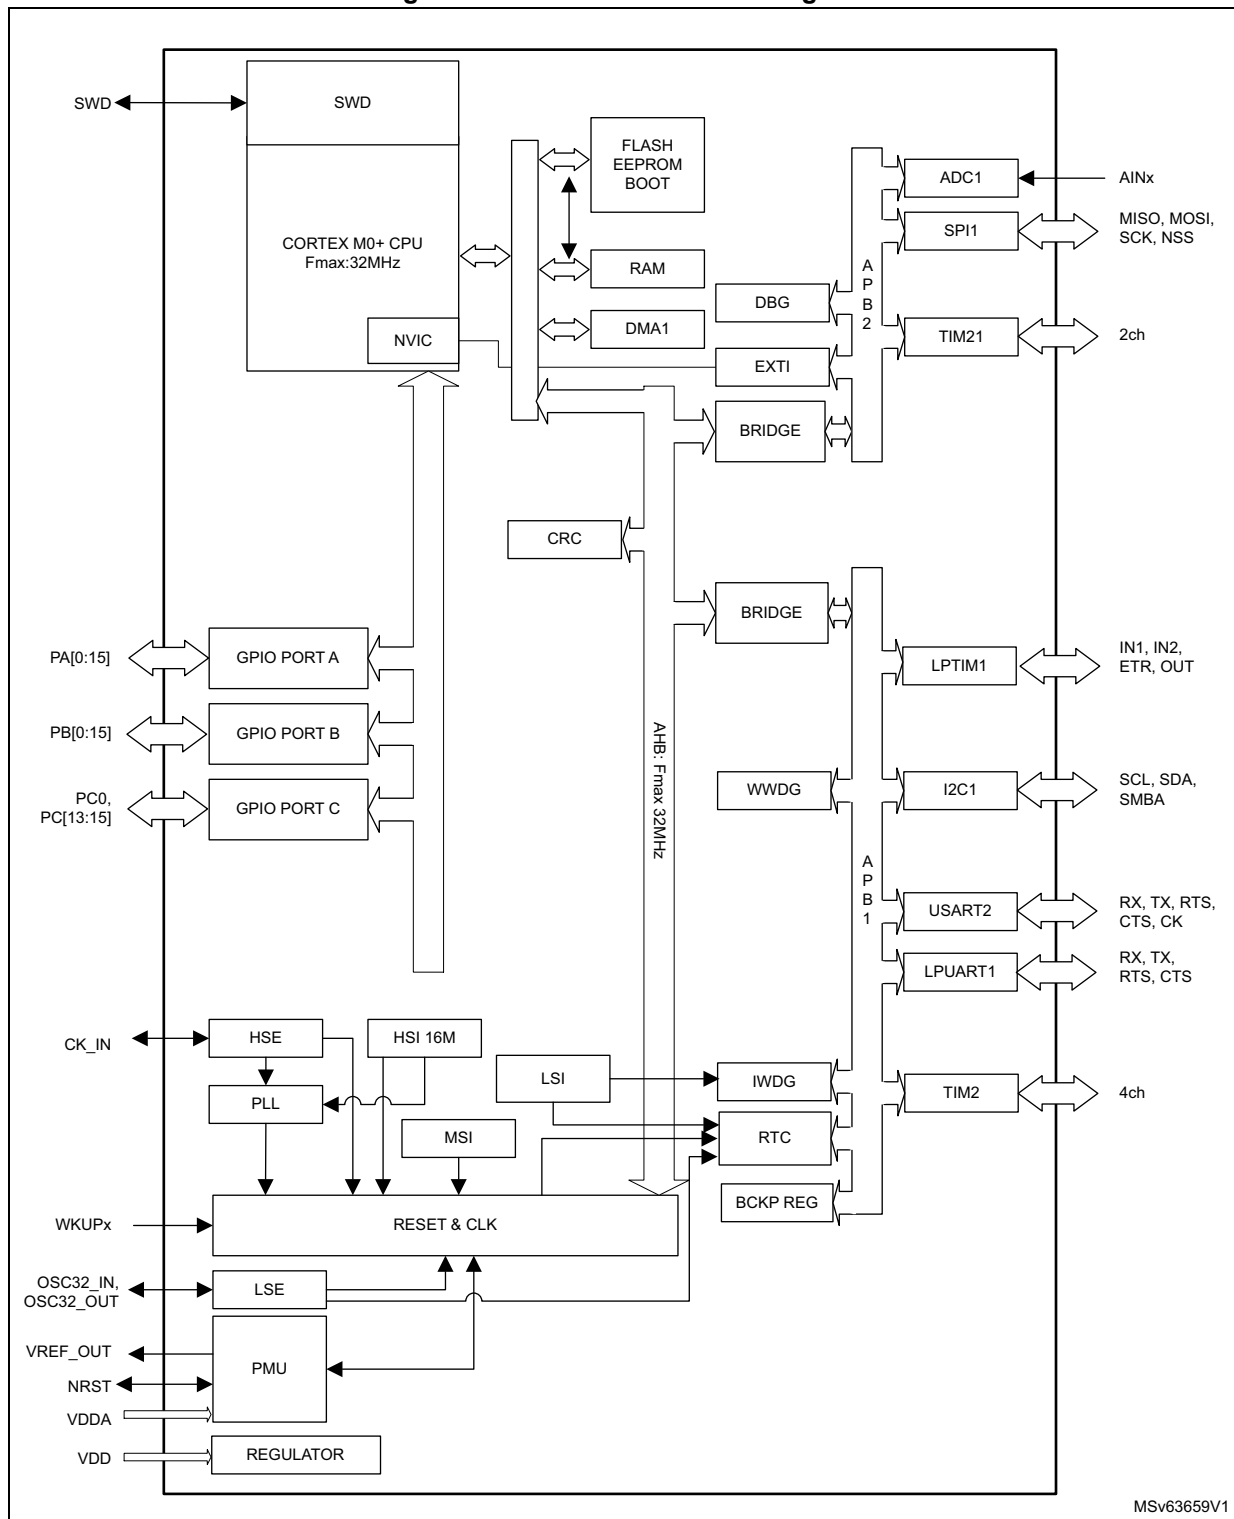 SWD
SWD
CORTEX M0+ CPU
Fmax:32MHz
NVIC
FLASH
EEPROM
BOOT
RAM
DMA1
DBG
EXTI
BRIDGE
APB2
ADC1
AINx
SPI1
MISO, MOSI,
SCK, NSS
TIM21
2ch
CRC
BRIDGE
AHB: Fmax 32MHz
PA[0:15]
GPIO PORT A
PB[0:15]
GPIO PORT B
PC0,
PC[13:15]
GPIO PORT C
LPTIM1
IN1, IN2,
ETR, OUT
WWDG
I2C1
SCL, SDA,
SMBA
APB1
USART2
RX, TX, RTS,
CTS, CK
LPUART1
RX, TX,
RTS, CTS
CK_IN
HSE
HSI 16M
PLL
MSI
LSI
IWDG
RTC
BCKP REG
TIM2
4ch
WKUPx
RESET & CLK
OSC32_IN,
OSC32_OUT
LSE
VREF_OUT
NRST
VDDA
PMU
VDD
REGULATOR
MSv63659V1